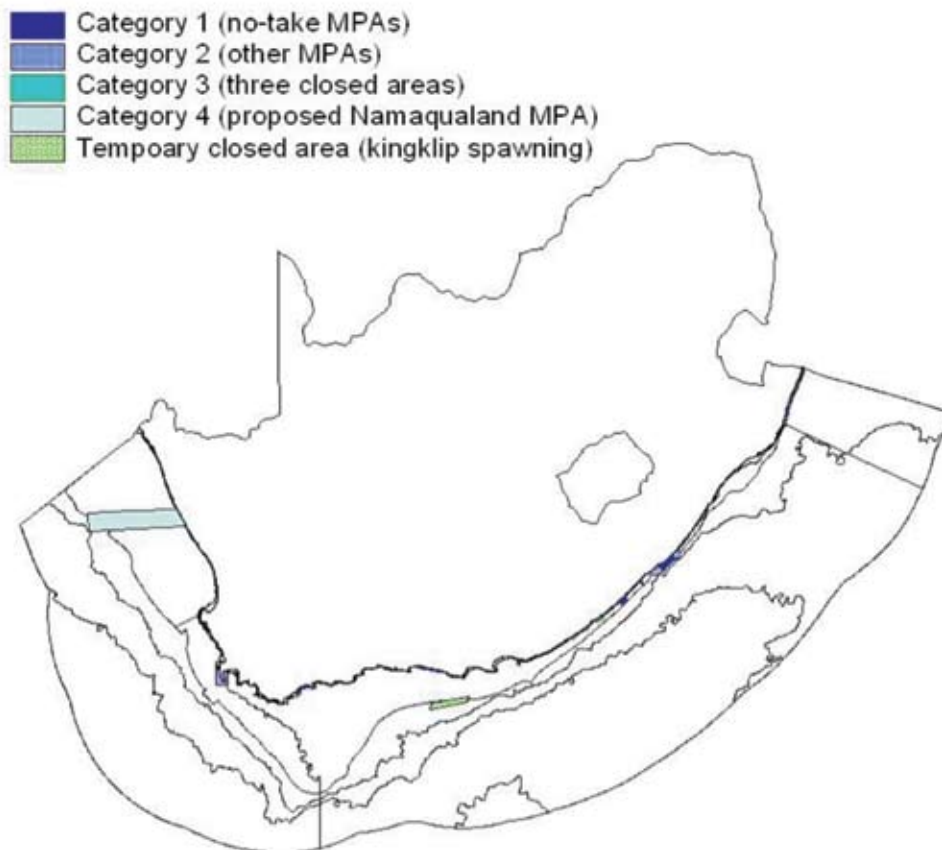 Category 1 (no-take MPAs)
Category 2 (other MPAs)
Category 3 (three closed areas)
Category 4 (proposed Namaqualand MPA)
Tempoary closed area (kingklip spawning)